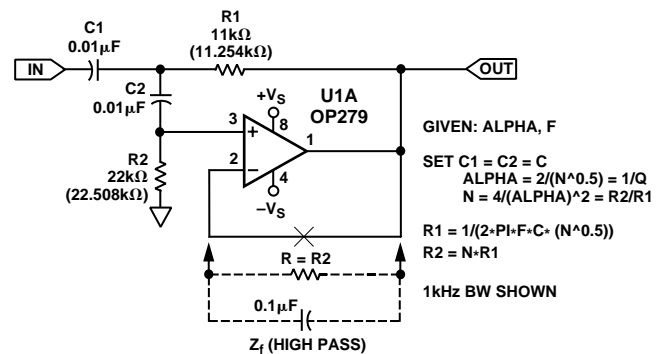 C1
0.01μF
R1
11kΩ
(11.254kΩ)
IN
OUT
C2
0.01μF
+VS
U1A
OP279
3
8
1
2
4
–VS
R2
22kΩ
(22.508kΩ)
R = R2
0.1μF
Zf (HIGH PASS)
GIVEN: ALPHA, F
SET C1 = C2 = C
ALPHA = 2/(N^0.5) = 1/Q
N = 4/(ALPHA)^2 = R2/R1
R1 = 1/(2*PI*F*C* (N^0.5))
R2 = N*R1
1kHz BW SHOWN